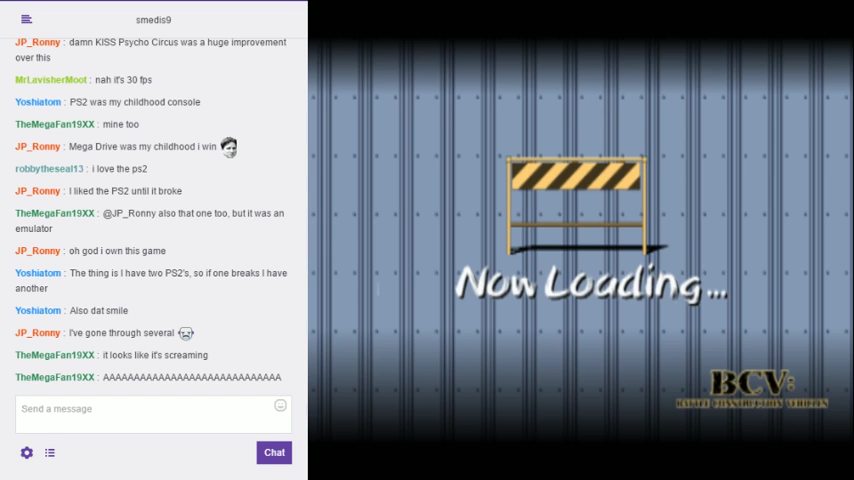 smedis9
JP_Ronny : damn KISS Psycho Circus was a huge improvement
over this
MrLavisherMoot : nah it's 30 fps
Yoshiatom : PS2 was my childhood console
TheMegaFan19XX : mine too
JP_Ronny : Mega Drive was my childhood i win
robbytheseal13 : i love the ps2
JP_Ronny : I liked the PS2 until it broke
TheMegaFan19XX : @JP_Ronny also that one too, but it was an
emulator
JP_Ronny : oh god i own this game
Yoshiatom : The thing is I have two PS2's, so if one breaks I have
another
Yoshiatom : Also dat smile
JP_Ronny : I've gone through several
TheMegaFan19XX : it looks like it's screaming
TheMegaFan19XX : AAAAAAAAAAAAAAAAAAAAAAAAAAAAA
Send a message
Chat
Now Loading...
BCV:
BATTLE CONSTRUCTION VEHICLES